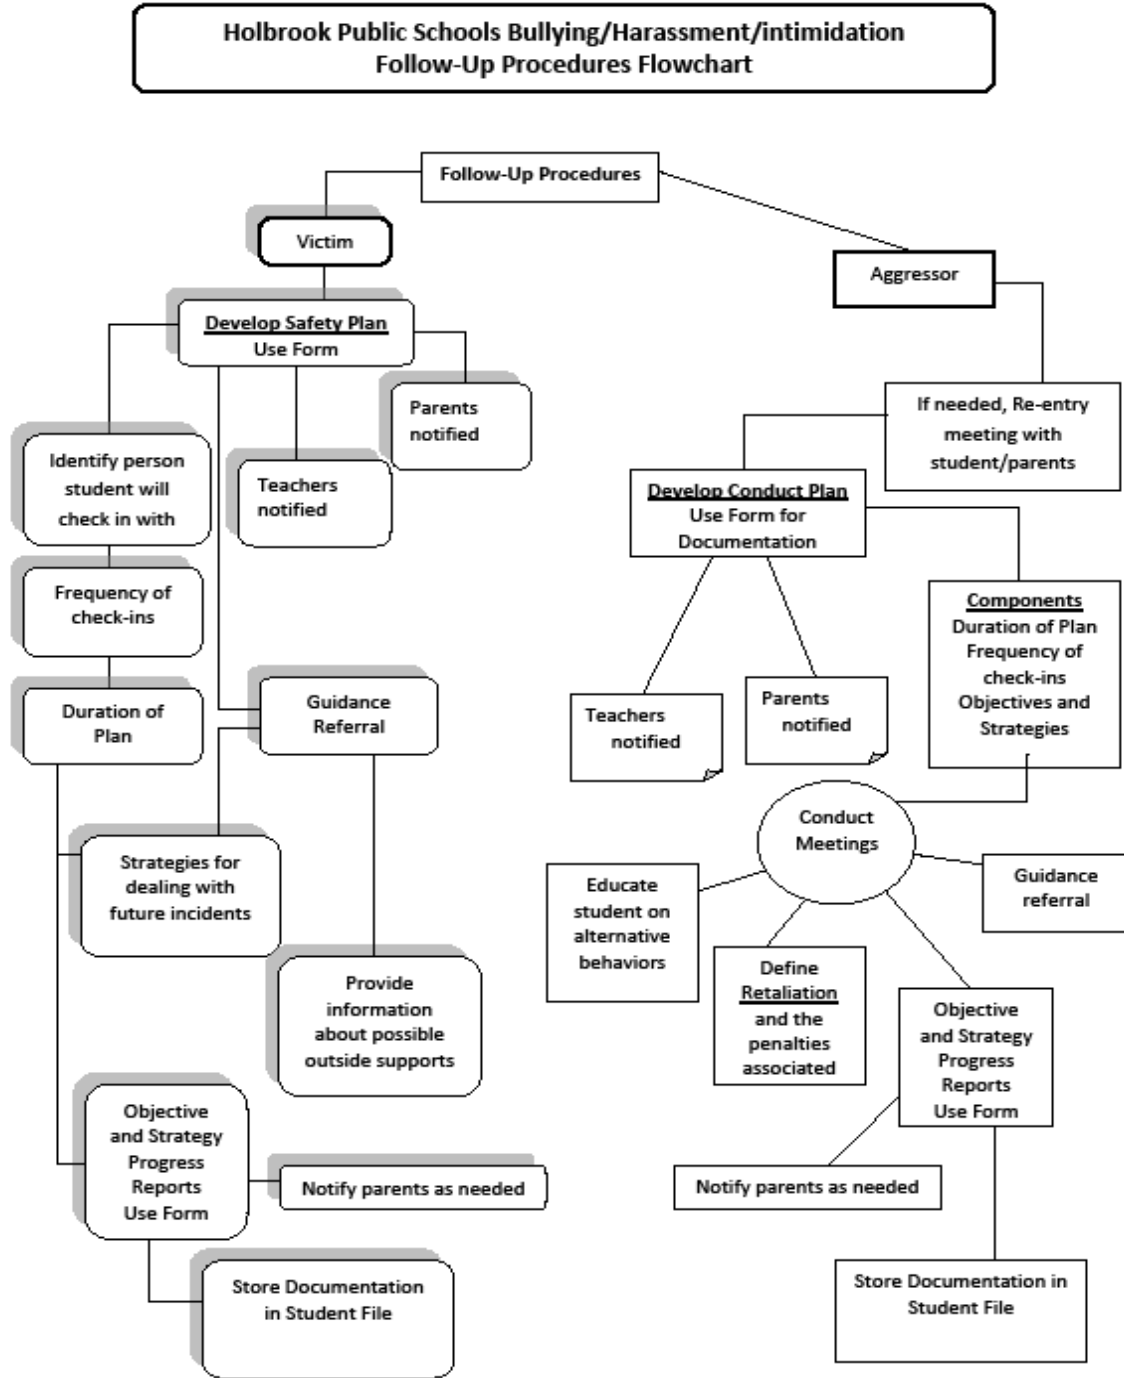 Holbrook Public Schools Bullying/Harassment/intimidation
Follow-Up Procedures Flowchart
Follow-Up Procedures
Victim
Aggressor
Develop Safety Plan
Use Form
Parents
notified
Teachers
notified
Identify person
student will
check in with
Frequency of
check-ins
Duration of
Plan
Guidance
Referral
Strategies for
dealing with
future incidents
Provide
information
about possible
outside supports
Objective
and Strategy
Progress
Reports
Use Form
Notify parents as needed
Store Documentation
in Student File
If needed, Re-entry
meeting with
student/parents
Develop Conduct Plan
Use Form for
Documentation
Teachers
notified
Parents
notified
Components
Duration of Plan
Frequency of
check-ins
Objectives and
Strategies
Conduct
Meetings
Educate
student on
alternative
behaviors
Define
Retaliation
and the
penalties
associated
Guidance
referral
Objective
and Strategy
Progress
Reports
Use Form
Notify parents as needed
Store Documentation in
Student File